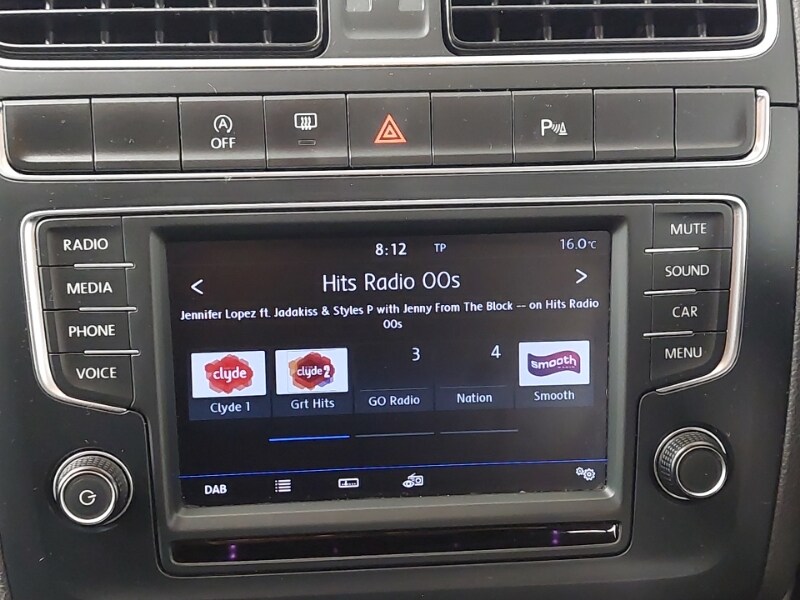 OFF
P
RADIO
MEDIA
PHONE
VOICE
8:12 TP 16.0°C
< Hits Radio 00s >
Jennifer Lopez ft. Jadakiss & Styles P with Jenny From The Block -- on Hits Radio
00s
clyde clyde 2 3 4 smooth
Clyde 1 Grt Hits GO Radio Nation Smooth
DAB
MUTE
SOUND
CAR
MENU